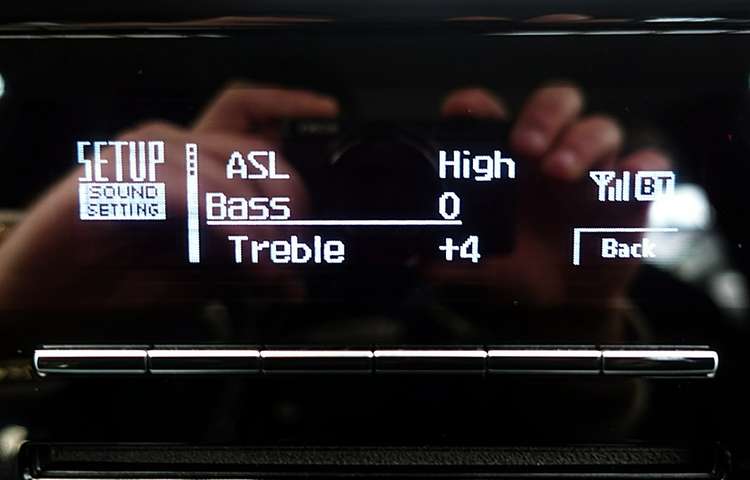 SETUP
SOUND
SETTING
ASL High
Bass 0
Treble +4
BT
Back